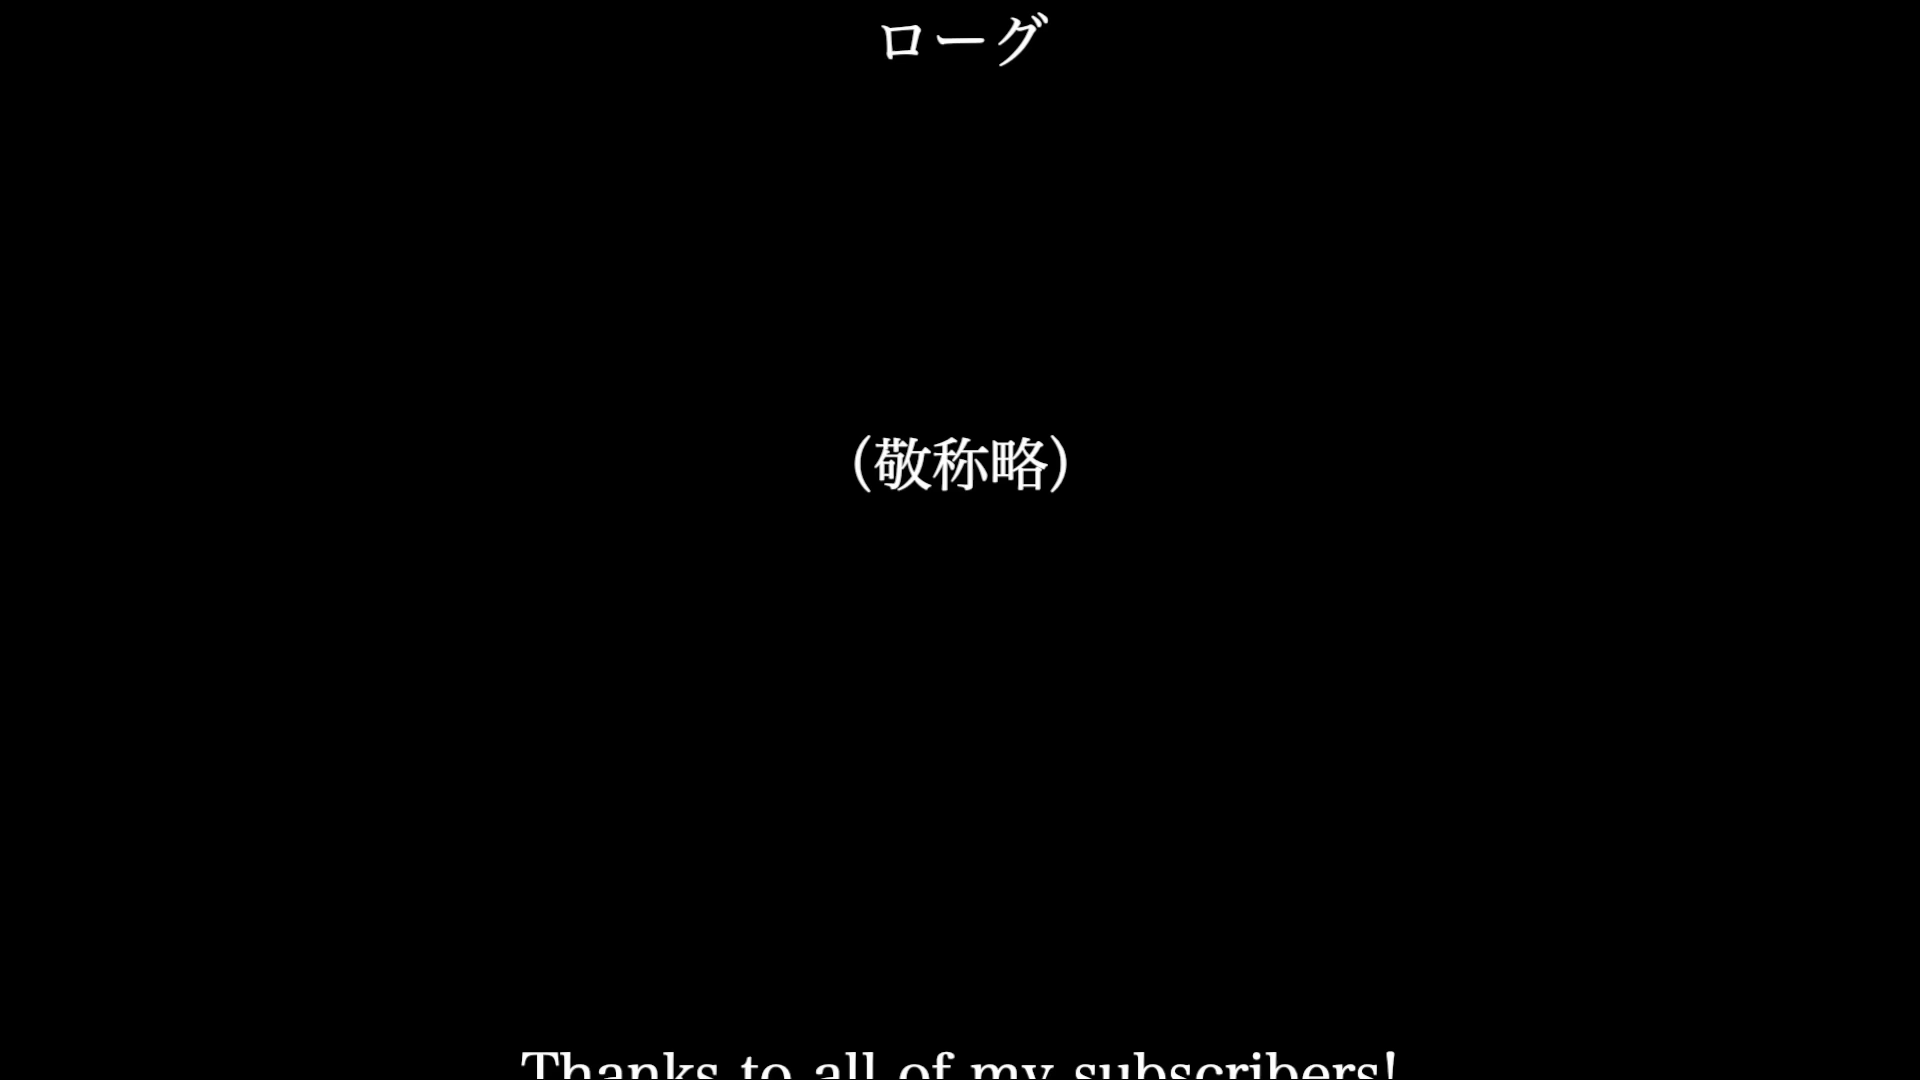 ローグ
(敬称略)
Thanks to all of my subscribers!